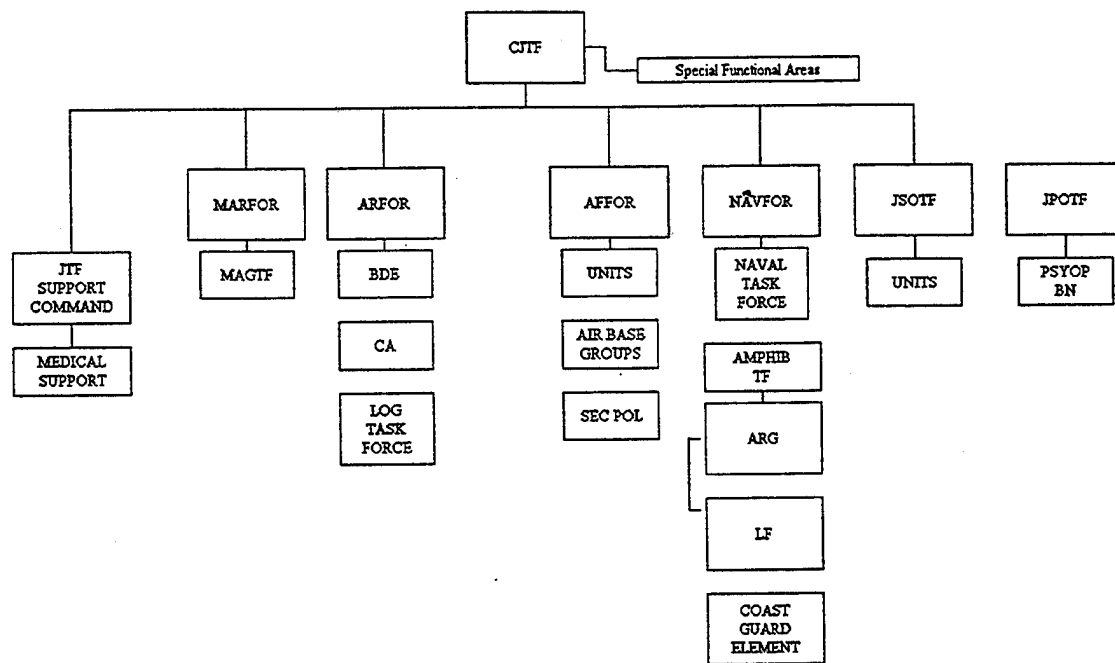 CJTF
Special Functional Areas
MARFOR
ARFOR
AFFOR
NAVFOR
JSOTF
JPOTF
JTF
SUPPORT
COMMAND
MAGTF
BDE
UNITS
NAVAL
TASK
FORCE
UNITS
PSYOP
BN
MEDICAL
SUPPORT
CA
AIR BASE
GROUPS
AMPHIB
TF
LOG
TASK
FORCE
SEC POL
ARG
LF
COAST
GUARD
ELEMENT